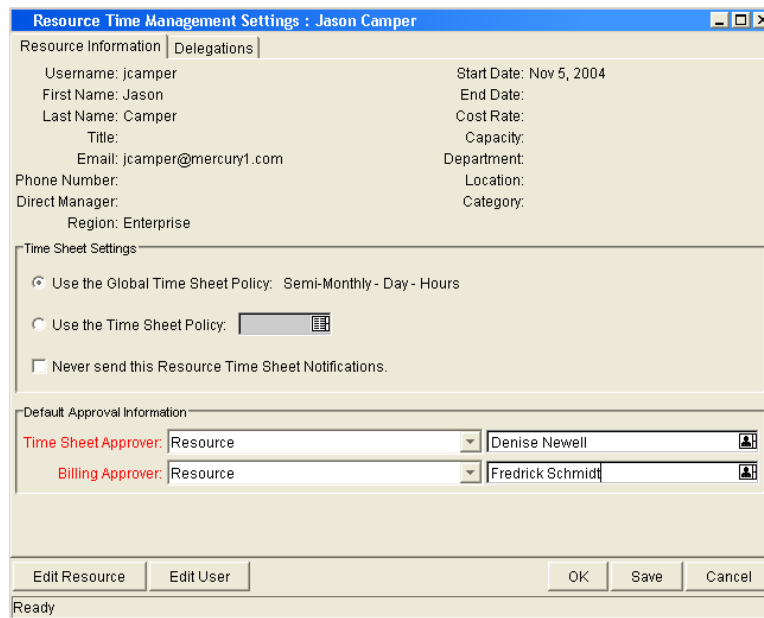 Resource Time Management Settings : Jason Camper
Resource Information
Delegations
Username: jcamper
First Name: Jason
Last Name: Camper
Title:
Email: jcamper@mercury1.com
Phone Number:
Direct Manager:
Region: Enterprise
Start Date: Nov 5, 2004
End Date:
Cost Rate:
Capacity:
Department:
Location:
Category:
Time Sheet Settings
Use the Global Time Sheet Policy: Semi-Monthly - Day - Hours
Use the Time Sheet Policy:
Never send this Resource Time Sheet Notifications.
Default Approval Information
Time Sheet Approver: Resource Denise Newell
Billing Approver: Resource Fredrick Schmidt
Edit Resource Edit User OK Save Cancel
Ready